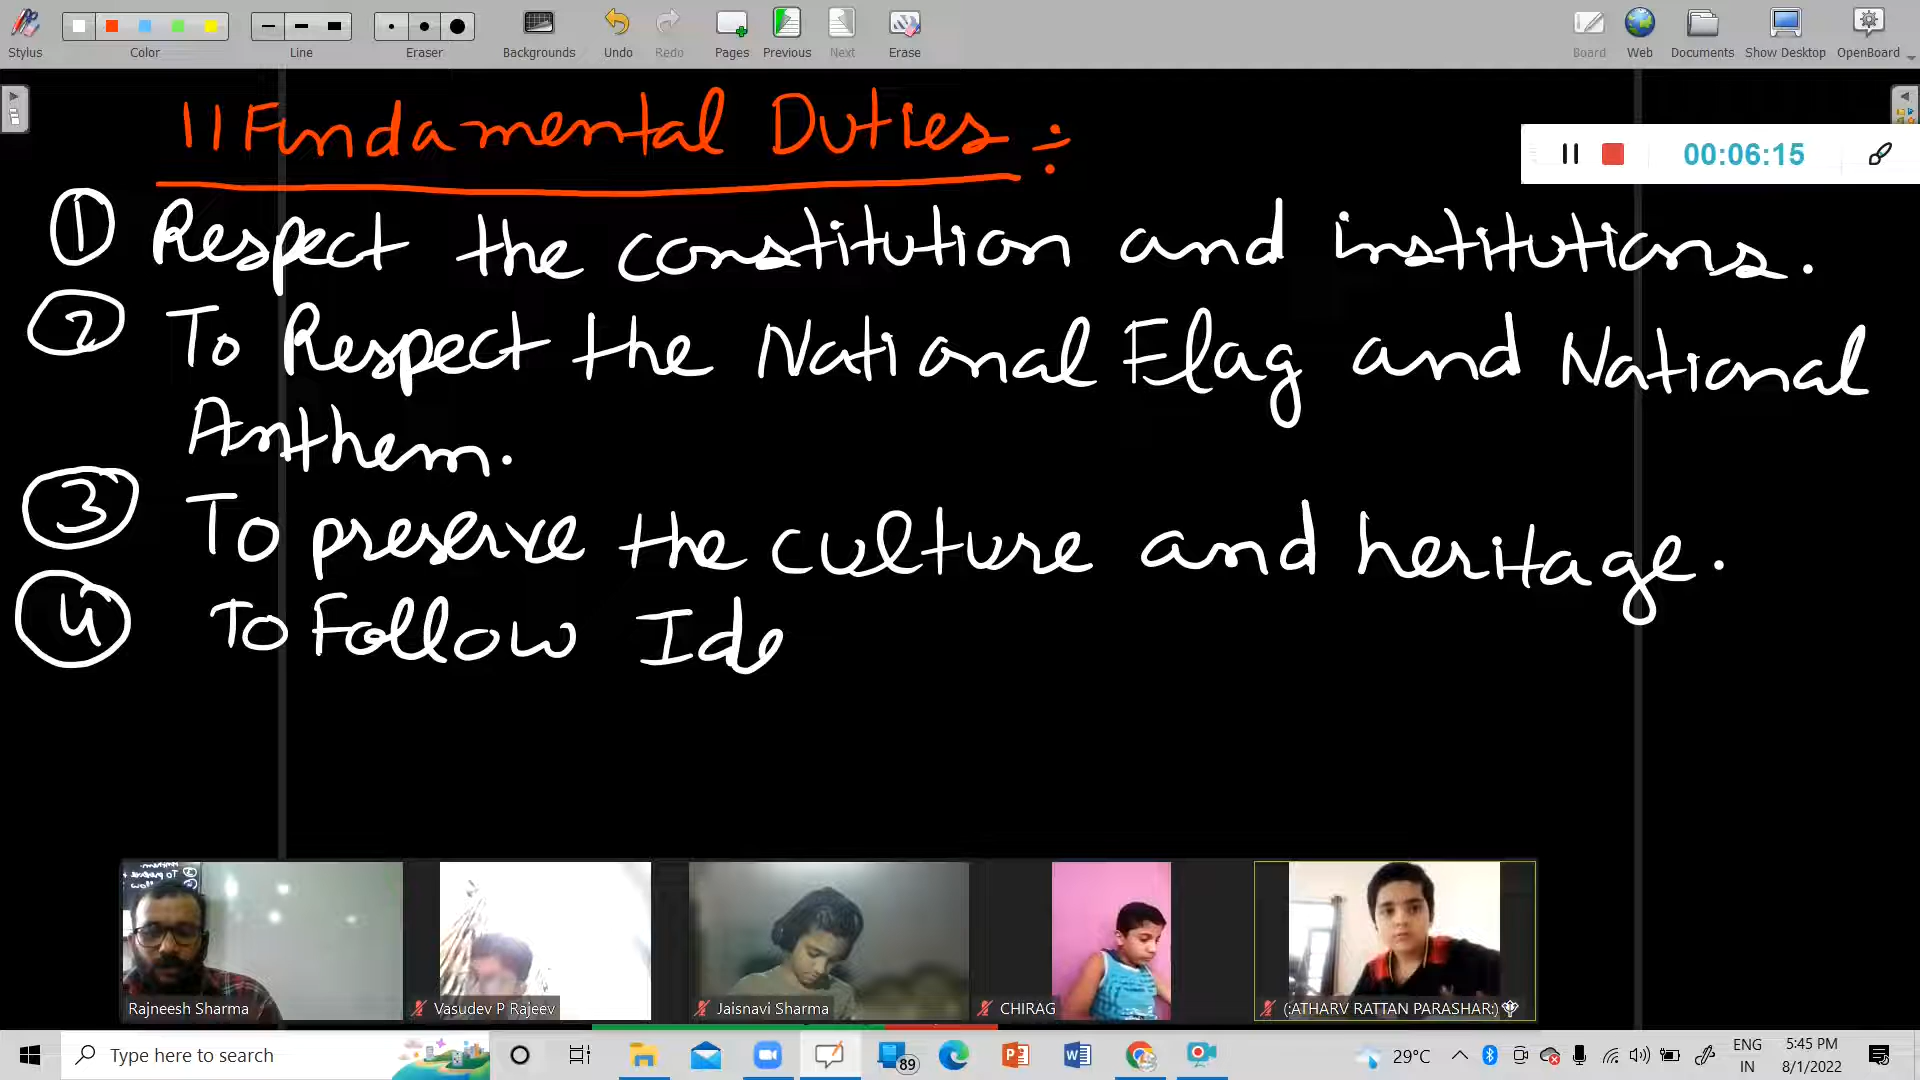 Stylus Color Line Eraser Backgrounds Undo Redo Pages Previous Next Erase Board Web Documents Show Desktop OpenBoard
11 Fundamental Duties ÷
00:06:15
① Respect the constitution and institutions.
② To Respect the National Flag and National
Anthem.
③ To preserve the culture and heritage.
④ To Follow Ide
Rajneesh Sharma Vasudev P Rajeev Jaisnavi Sharma CHIRAG (:ATHARV RATTAN PARASHAR:)
Type here to search 89 29°C ENG 5:45 PM
IN 8/1/2022